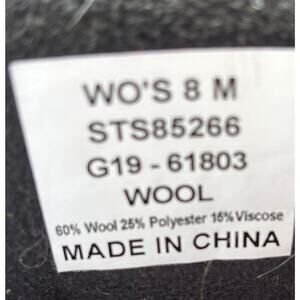 WO'S 8 M
STS85266
G19 - 61803
WOOL
60% Wool 25% Polyester 15% Viscose
MADE IN CHINA